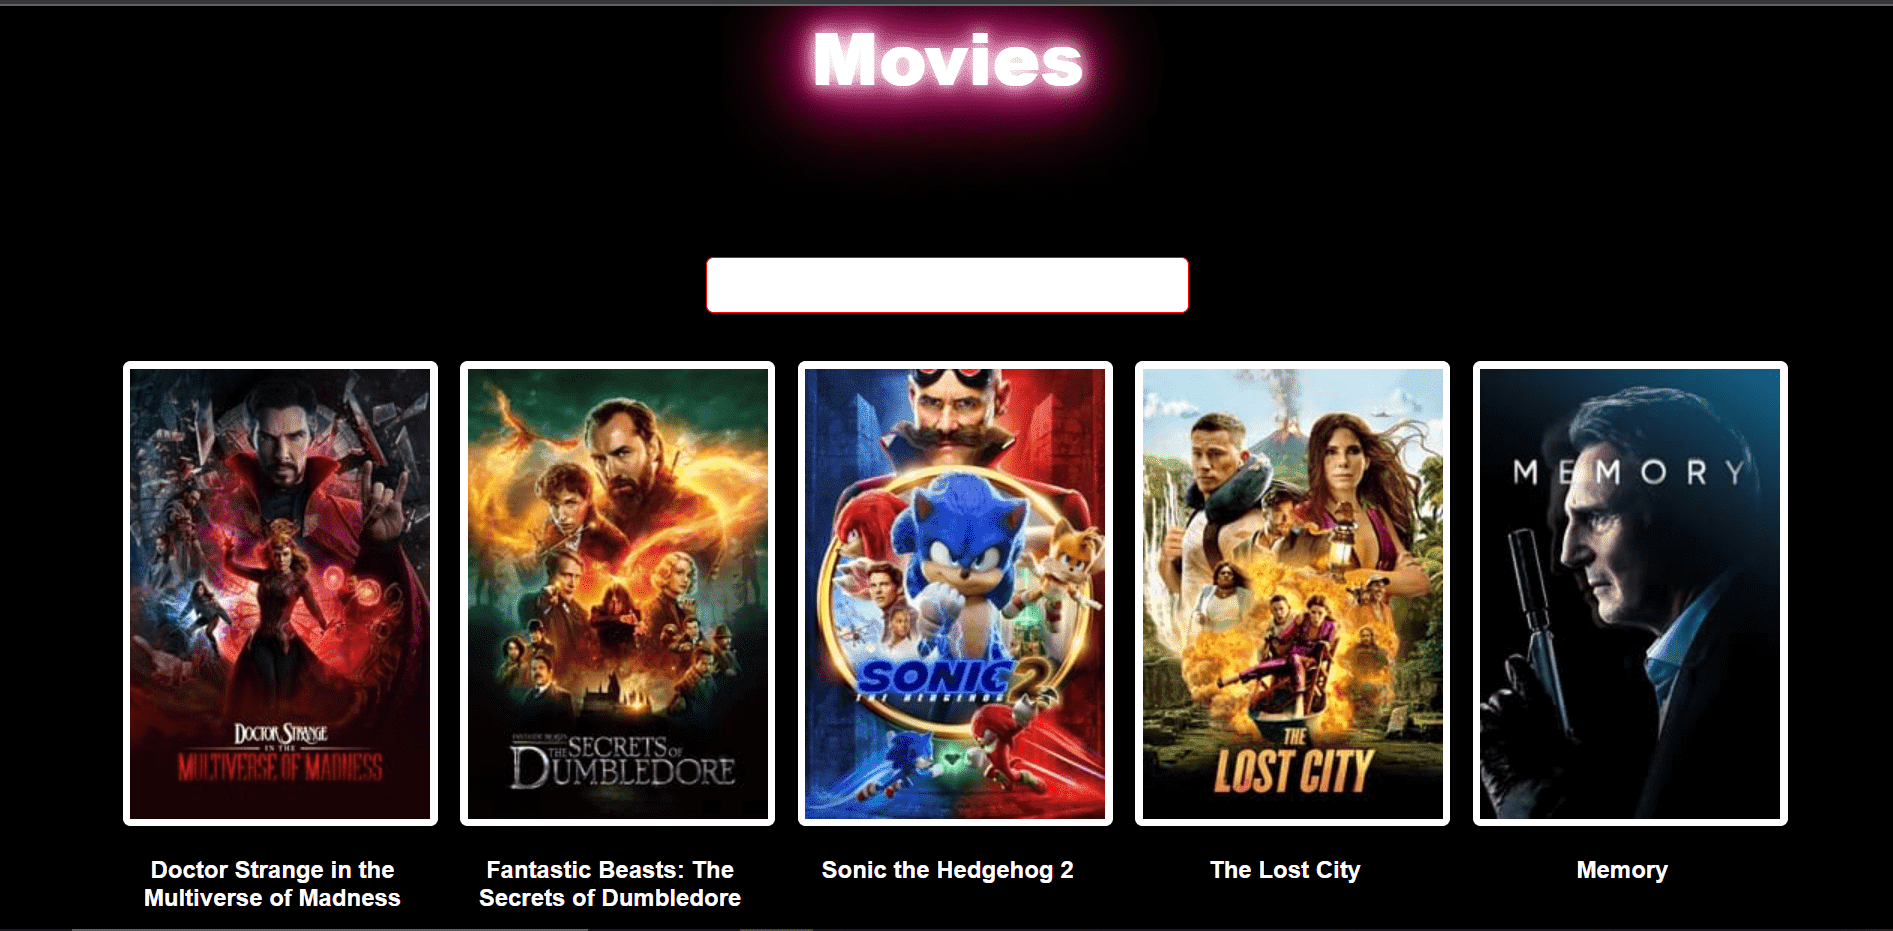 Movies
DOCTOR STRANGE
IN THE
MULTIVERSE OF MADNESS
FANTASTIC BEASTS
THE SECRETS OF
DUMBLEDORE
SONIC 2
THE HEDGEHOG
THE
LOST CITY
MEMORY
Doctor Strange in the
Multiverse of Madness
Fantastic Beasts: The
Secrets of Dumbledore
Sonic the Hedgehog 2
The Lost City
Memory